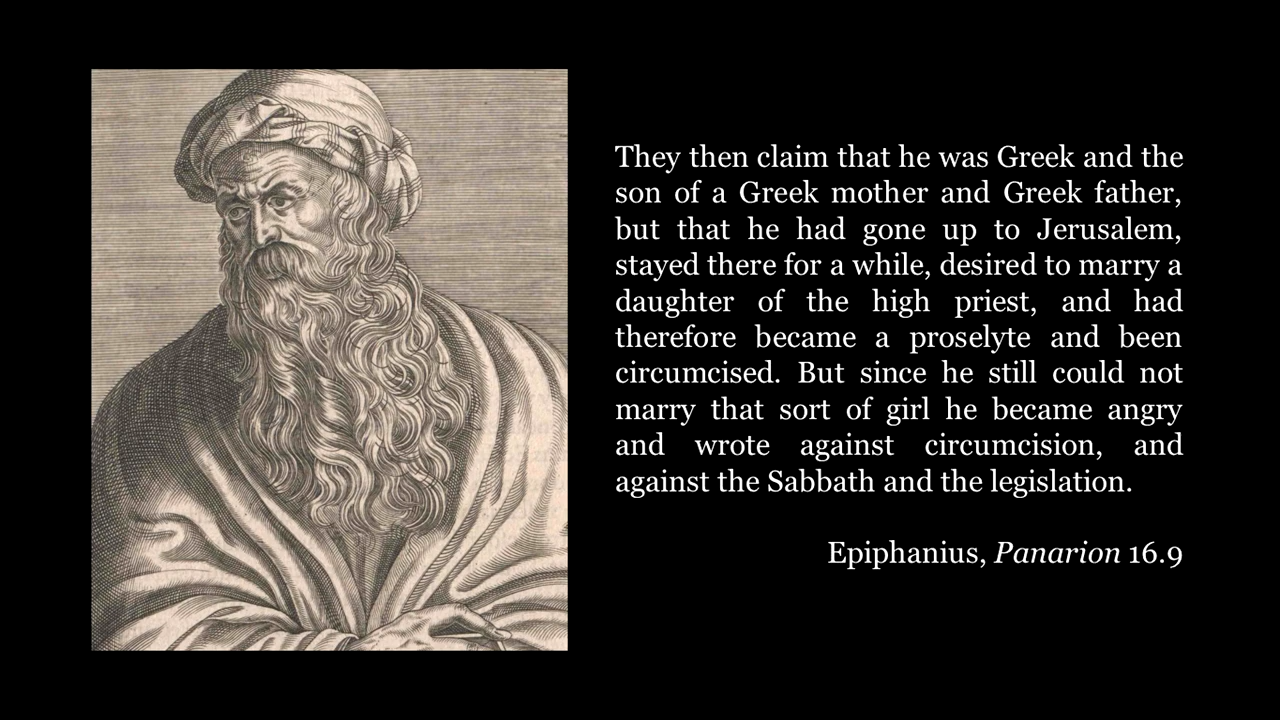 They then claim that he was Greek and the
son of a Greek mother and Greek father,
but that he had gone up to Jerusalem,
stayed there for a while, desired to marry a
daughter of the high priest, and had
therefore became a proselyte and been
circumcised. But since he still could not
marry that sort of girl he became angry
and wrote against circumcision, and
against the Sabbath and the legislation.
Epiphanius, Panarion 16.9